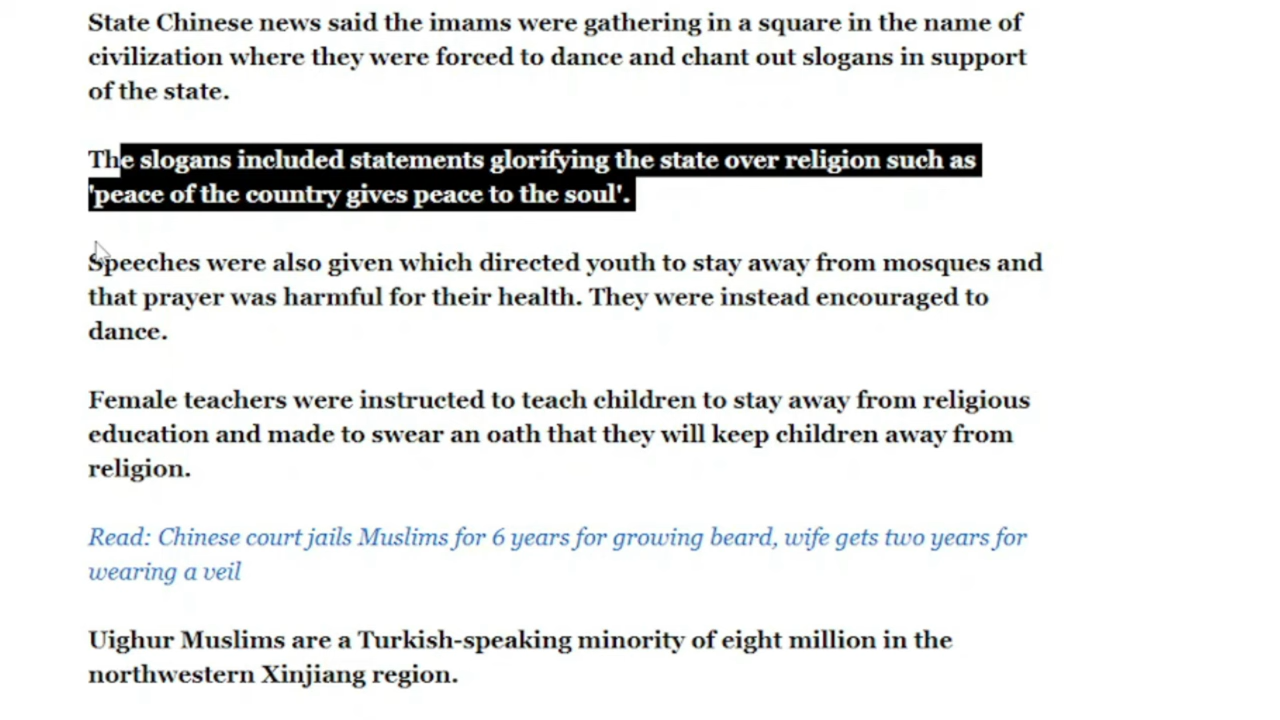 State Chinese news said the imams were gathering in a square in the name of
civilization where they were forced to dance and chant out slogans in support
of the state.
The slogans included statements glorifying the state over religion such as
'peace of the country gives peace to the soul'.
Speeches were also given which directed youth to stay away from mosques and
that prayer was harmful for their health. They were instead encouraged to
dance.
Female teachers were instructed to teach children to stay away from religious
education and made to swear an oath that they will keep children away from
religion.
Read: Chinese court jails Muslims for 6 years for growing beard, wife gets two years for
wearing a veil
Uighur Muslims are a Turkish-speaking minority of eight million in the
northwestern Xinjiang region.